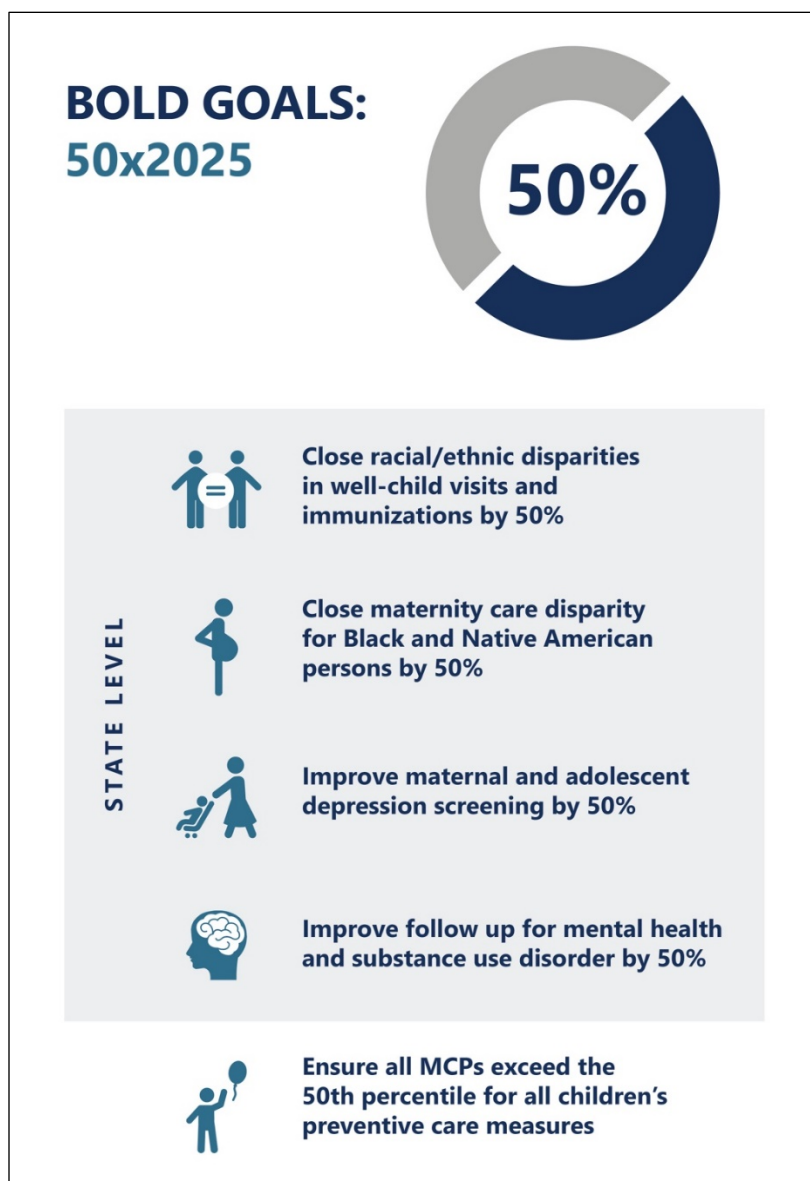 BOLD GOALS:
50x2025
50%
STATE LEVEL
=
Close racial/ethnic disparities
in well-child visits and
immunizations by 50%
Close maternity care disparity
for Black and Native American
persons by 50%
Improve maternal and adolescent
depression screening by 50%
Improve follow up for mental health
and substance use disorder by 50%
Ensure all MCPs exceed the
50th percentile for all children’s
preventive care measures